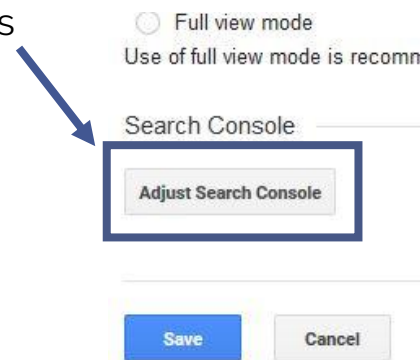 s
Full view mode
Use of full view mode is recomm
Search Console
Adjust Search Console
Save Cancel